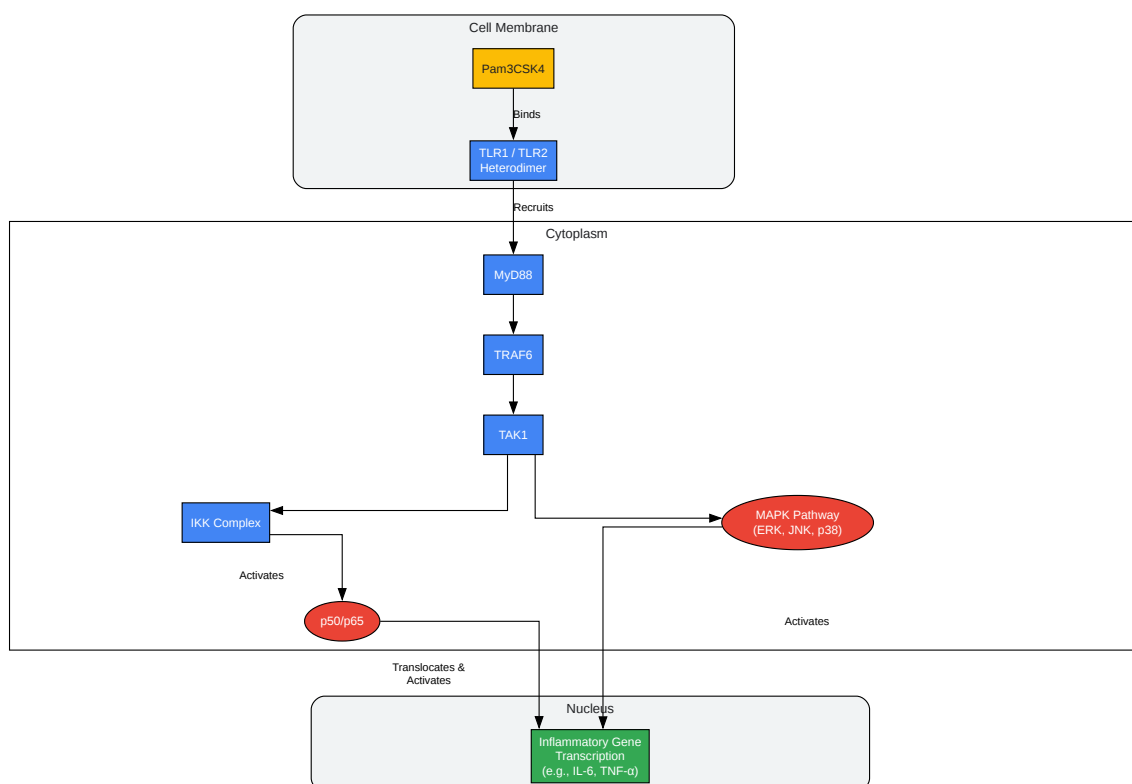 Cell Membrane
Pam3CSK4
Binds
TLR1 / TLR2
Heterodimer
Recruits
Cytoplasm
MyD88
TRAF6
TAK1
IKK Complex
MAPK Pathway
(ERK, JNK, p38)
Activates
p50/p65
Activates
Translocates &
Activates
Nucleus
Inflammatory Gene
Transcription
(e.g., IL-6, TNF-α)